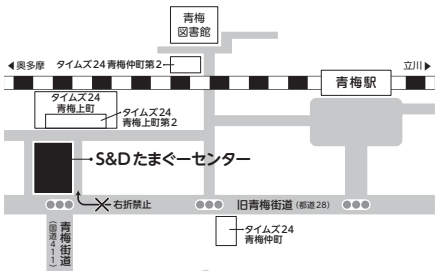 青梅
図書館
◀奥多摩
タイムズ24青梅仲町第2
立川▶
青梅駅
タイムズ24
青梅上町
タイムズ24
青梅上町第2
S&Dたまぐーセンター
右折禁止
旧青梅街道(都道28)
青梅街道
(国道411)
タイムズ24
青梅仲町